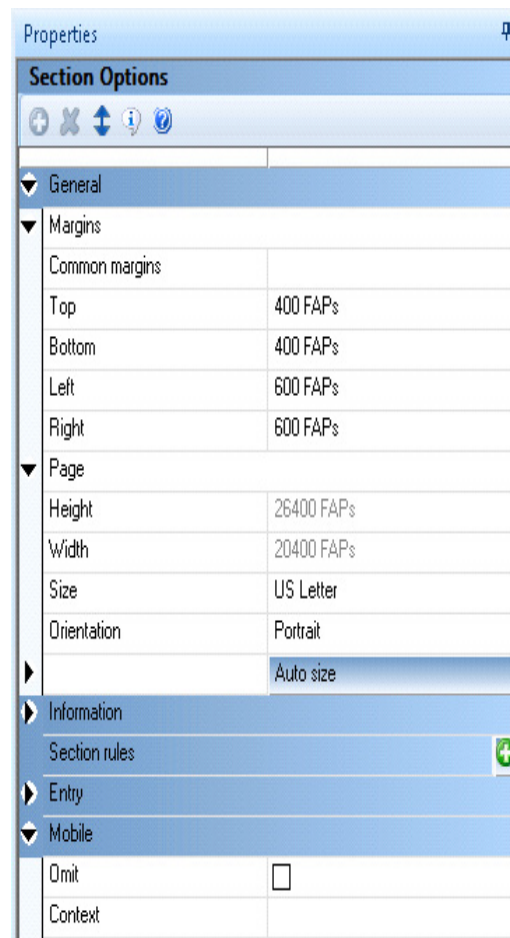 Properties
Section Options
General
Margins
Common margins
Top 400 FAPs
Bottom 400 FAPs
Left 600 FAPs
Right 600 FAPs
Page
Height 26400 FAPs
Width 20400 FAPs
Size US Letter
Orientation Portrait
Auto size
Information
Section rules
Entry
Mobile
Omit
Context